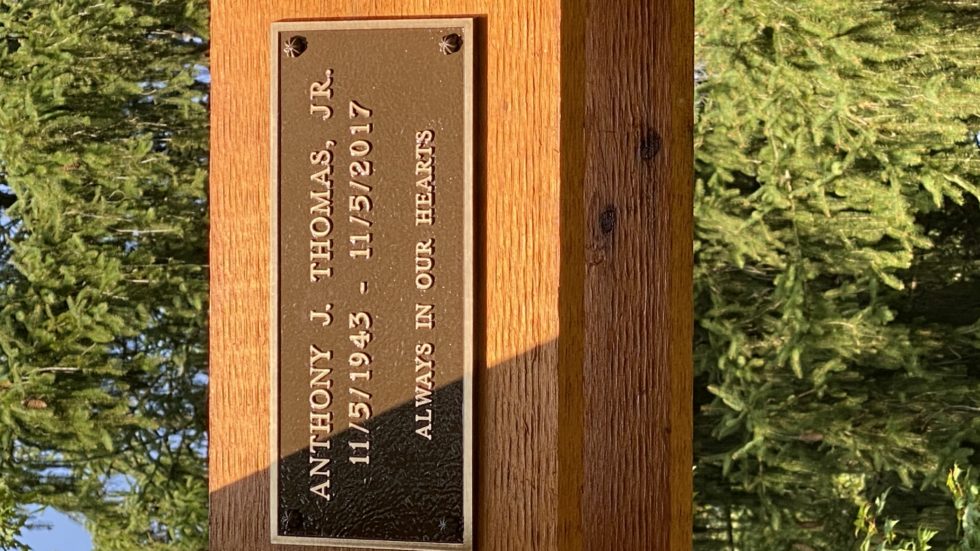 ANTHONY J. THOMAS, JR.
11/5/1943 - 11/5/2017
ALWAYS IN OUR HEARTS